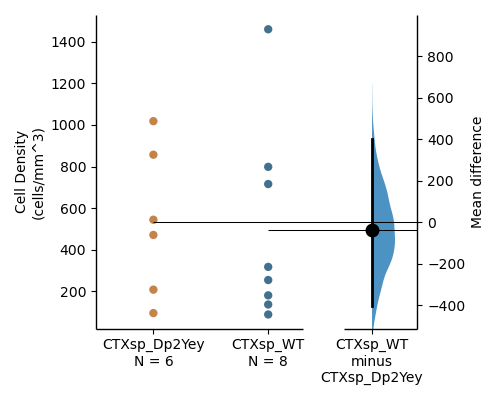 Cell Density
(cells/mm^3)
1400
1200
1000
800
600
400
200
CTXsp_Dp2Yey
N = 6
CTXsp_WT
N = 8
CTXsp_WT
minus
CTXsp_Dp2Yey
800
600
400
200
0
−200
−400
Mean difference